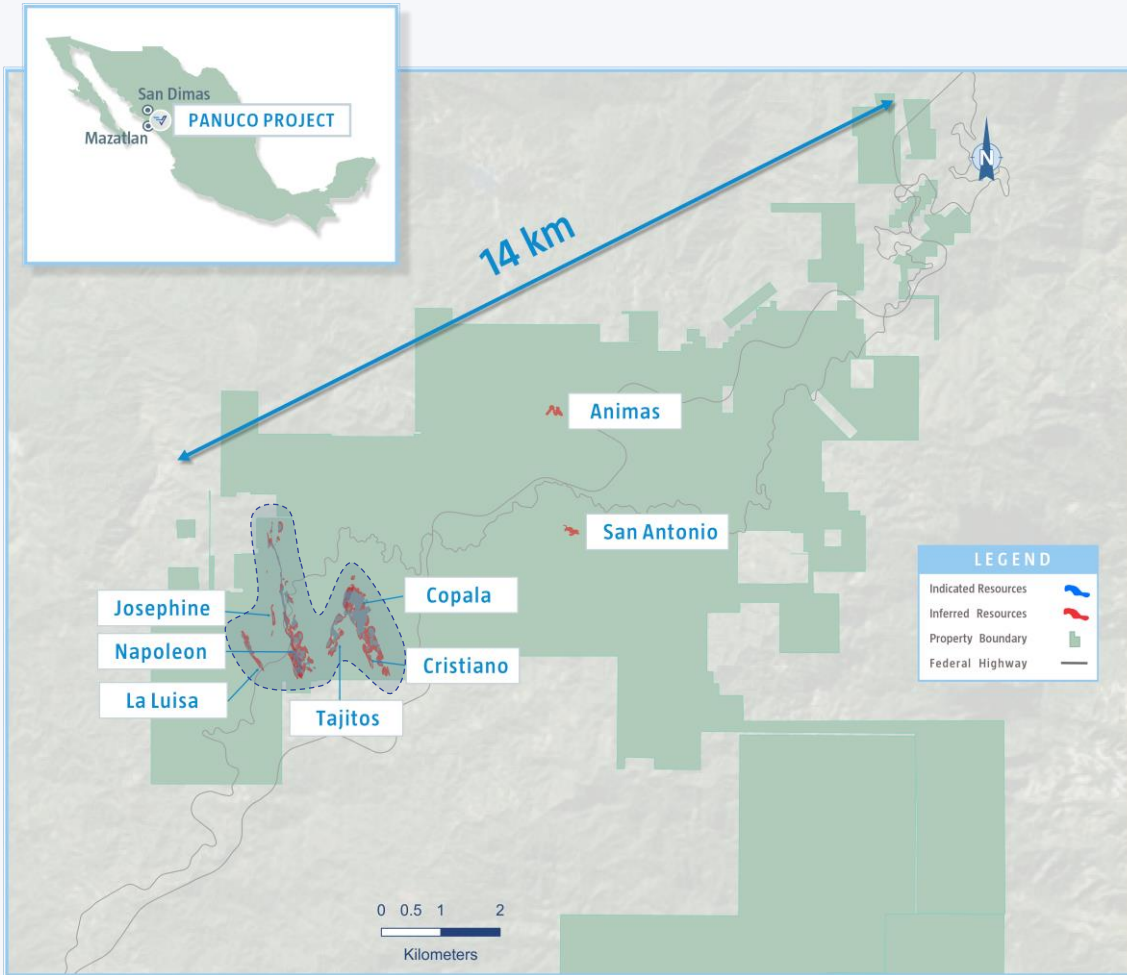 San Dimas
PANUCO PROJECT
Mazatlan
N
14 km
Animas
San Antonio
Josephine
Napoleon
La Luisa
Tajitos
Copala
Cristiano
LEGEND
Indicated Resources
Inferred Resources
Property Boundary
Federal Highway
0 0.5 1 2
Kilometers